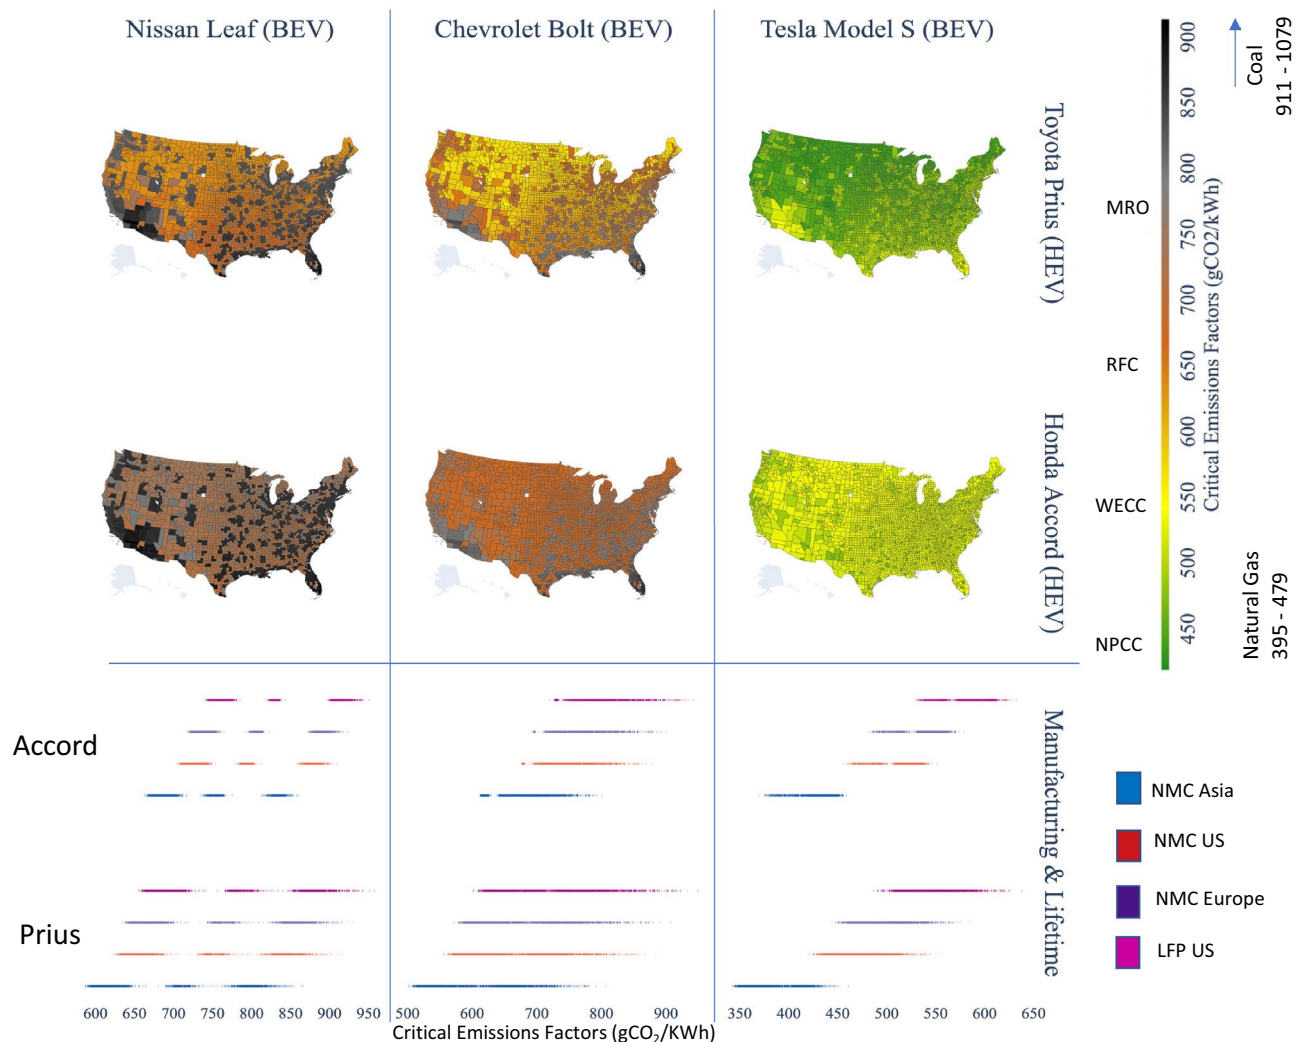 Nissan Leaf (BEV)
Chevrolet Bolt (BEV)
Tesla Model S (BEV)
Toyota Prius (HEV)
Honda Accord (HEV)
Manufacturing & Lifetime
MRO
RFC
WECC
NPCC
900
850
800
750
700
650
600
550
500
450
Critical Emissions Factors (gCO2/kWh)
Coal
911 - 1079
Natural Gas
395 - 479
Accord
Prius
NMC Asia
NMC US
NMC Europe
LFP US
600 650 700 750 800 850 900 950
500 600 700 800 900
350 400 450 500 550 600 650
Critical Emissions Factors (gCO₂/KWh)